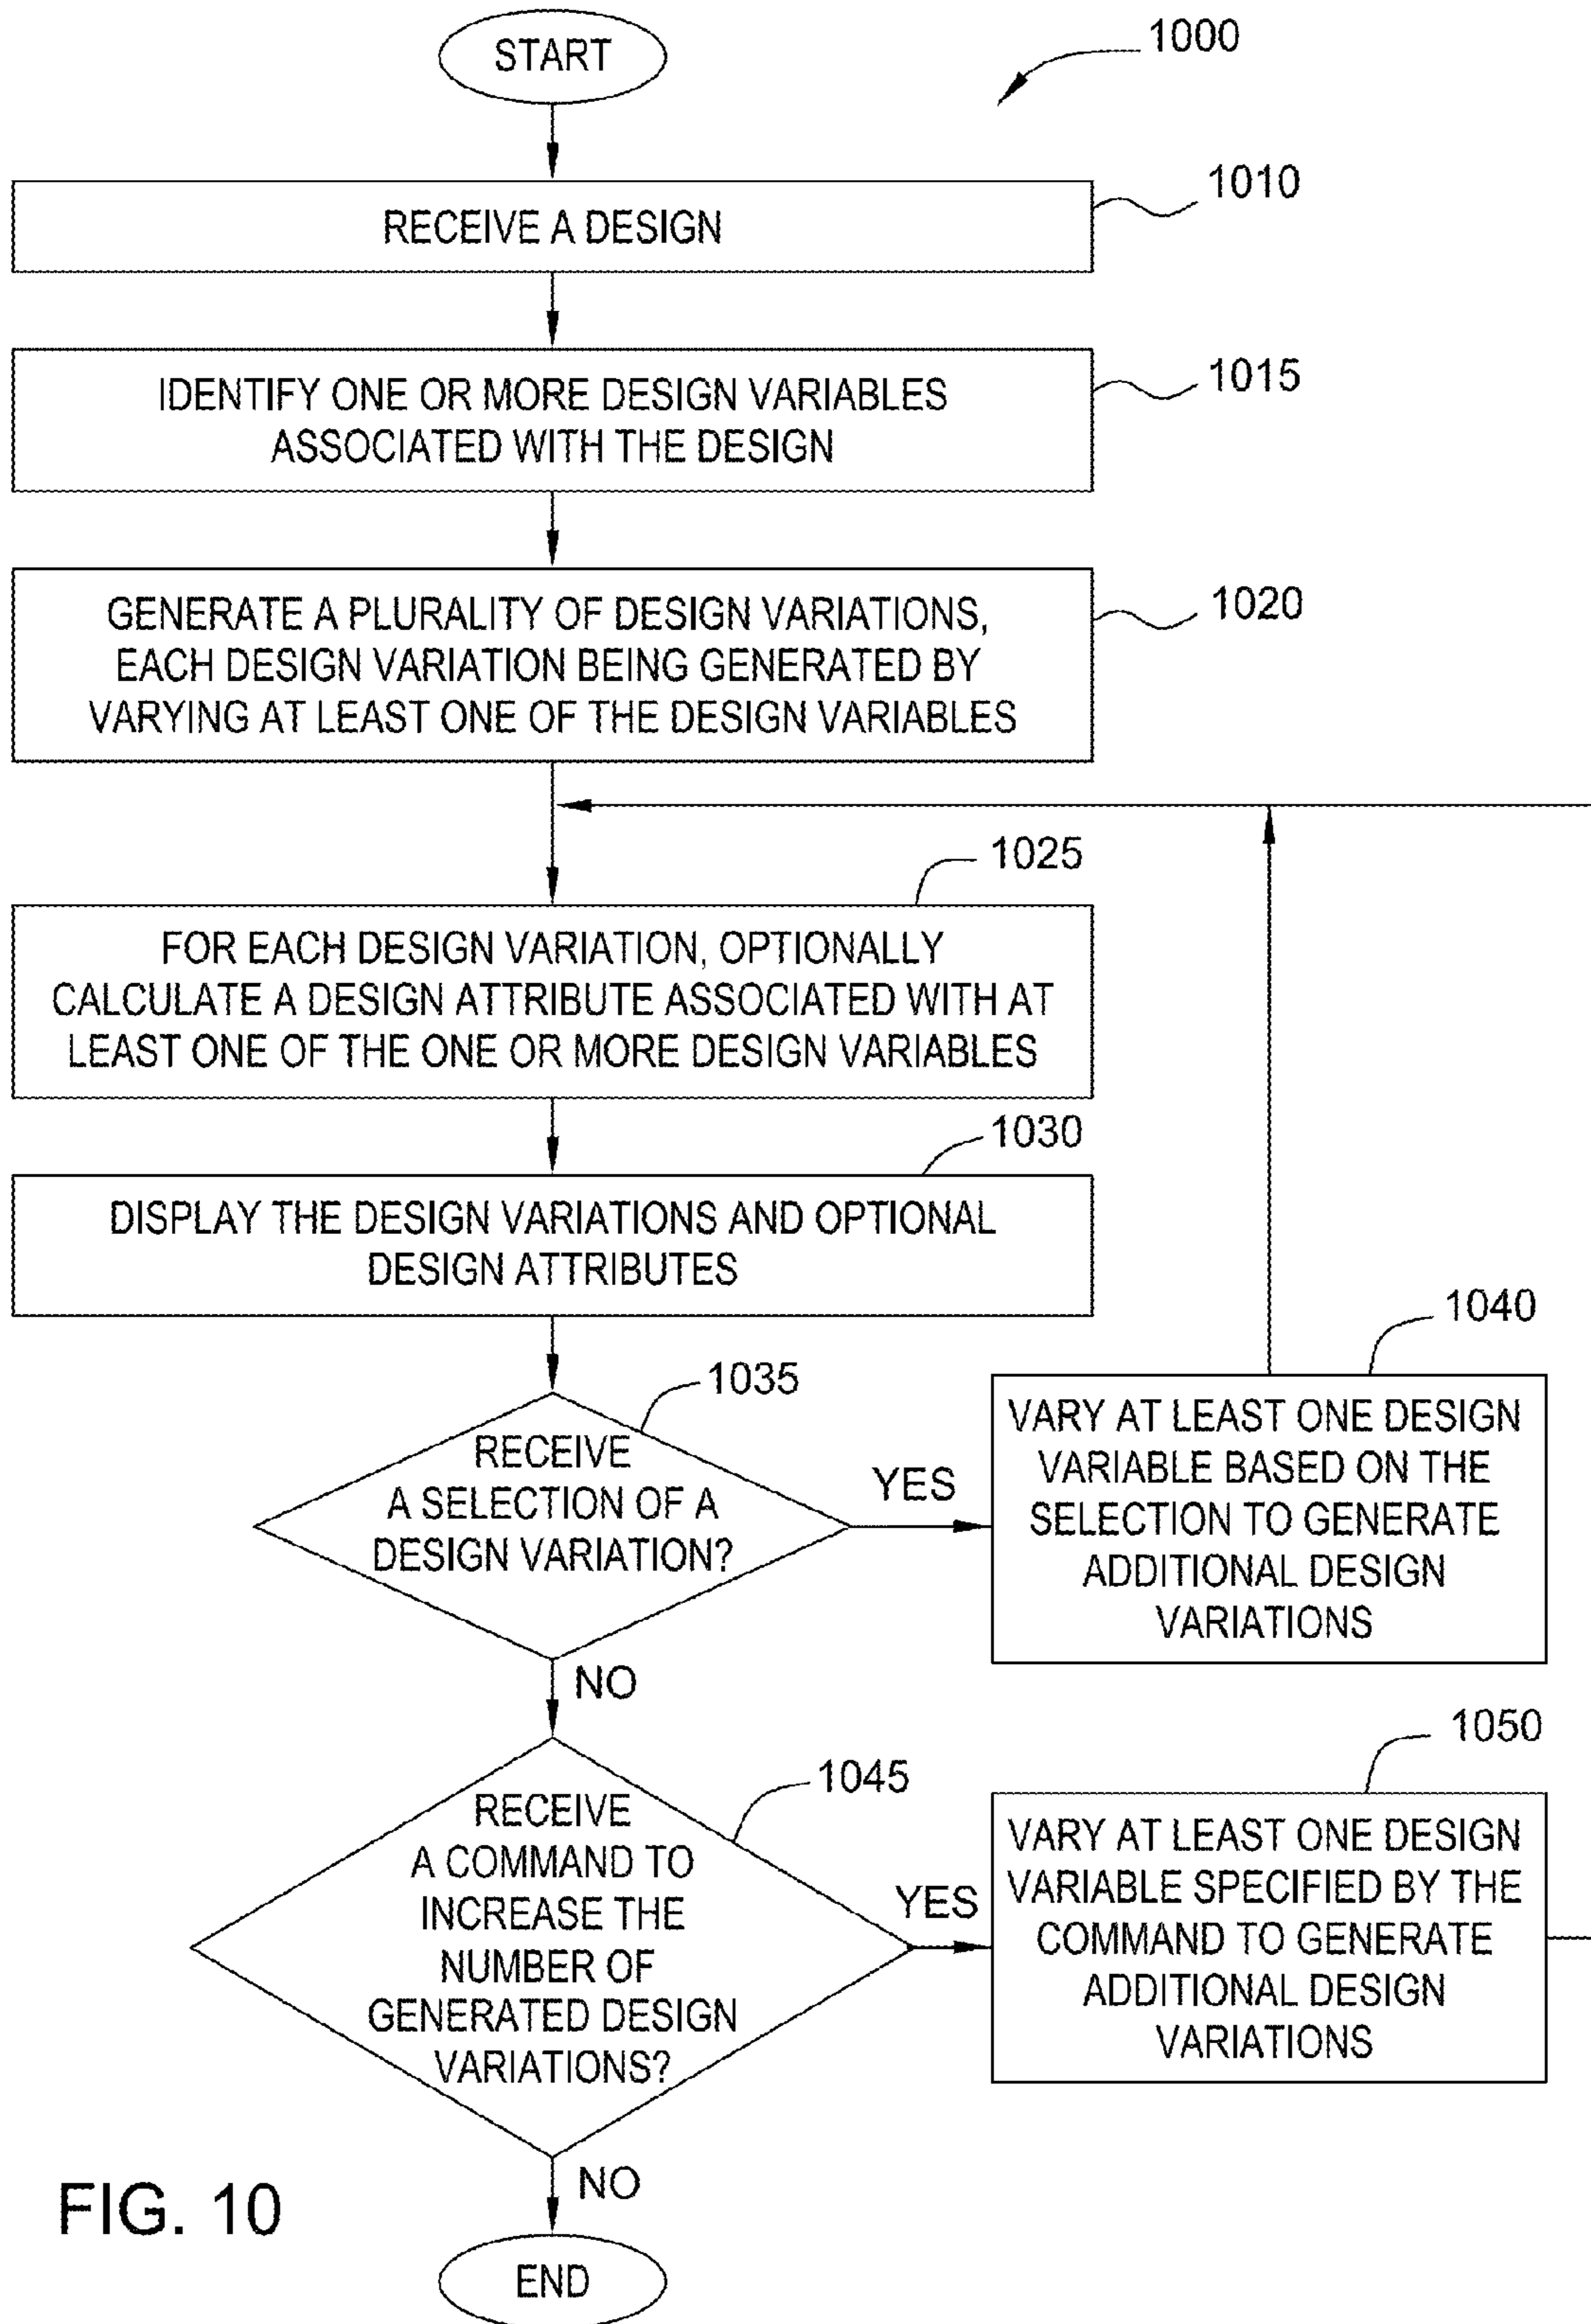 START
1000
RECEIVE A DESIGN
1010
IDENTIFY ONE OR MORE DESIGN VARIABLES
ASSOCIATED WITH THE DESIGN
1015
GENERATE A PLURALITY OF DESIGN VARIATIONS,
EACH DESIGN VARIATION BEING GENERATED BY
VARYING AT LEAST ONE OF THE DESIGN VARIABLES
1020
1025
FOR EACH DESIGN VARIATION, OPTIONALLY
CALCULATE A DESIGN ATTRIBUTE ASSOCIATED WITH AT
LEAST ONE OF THE ONE OR MORE DESIGN VARIABLES
1030
DISPLAY THE DESIGN VARIATIONS AND OPTIONAL
DESIGN ATTRIBUTES
1035
RECEIVE
A SELECTION OF A
DESIGN VARIATION?
YES
1040
VARY AT LEAST ONE DESIGN
VARIABLE BASED ON THE
SELECTION TO GENERATE
ADDITIONAL DESIGN
VARIATIONS
NO
1045
RECEIVE
A COMMAND TO
INCREASE THE
NUMBER OF
GENERATED DESIGN
VARIATIONS?
YES
1050
VARY AT LEAST ONE DESIGN
VARIABLE SPECIFIED BY THE
COMMAND TO GENERATE
ADDITIONAL DESIGN
VARIATIONS
NO
END
FIG. 10